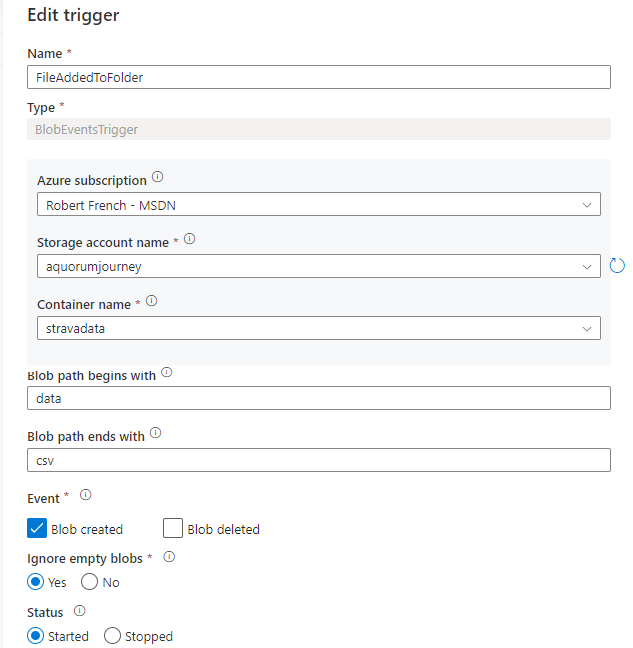 Edit trigger
Name *
FileAddedToFolder
Type *
BlobEventsTrigger
Azure subscription
Robert French - MSDN
Storage account name *
aquorumjourney
Container name *
stravadata
Blob path begins with
data
Blob path ends with
csv
Event *
Blob created Blob deleted
Ignore empty blobs *
Yes No
Status
Started Stopped